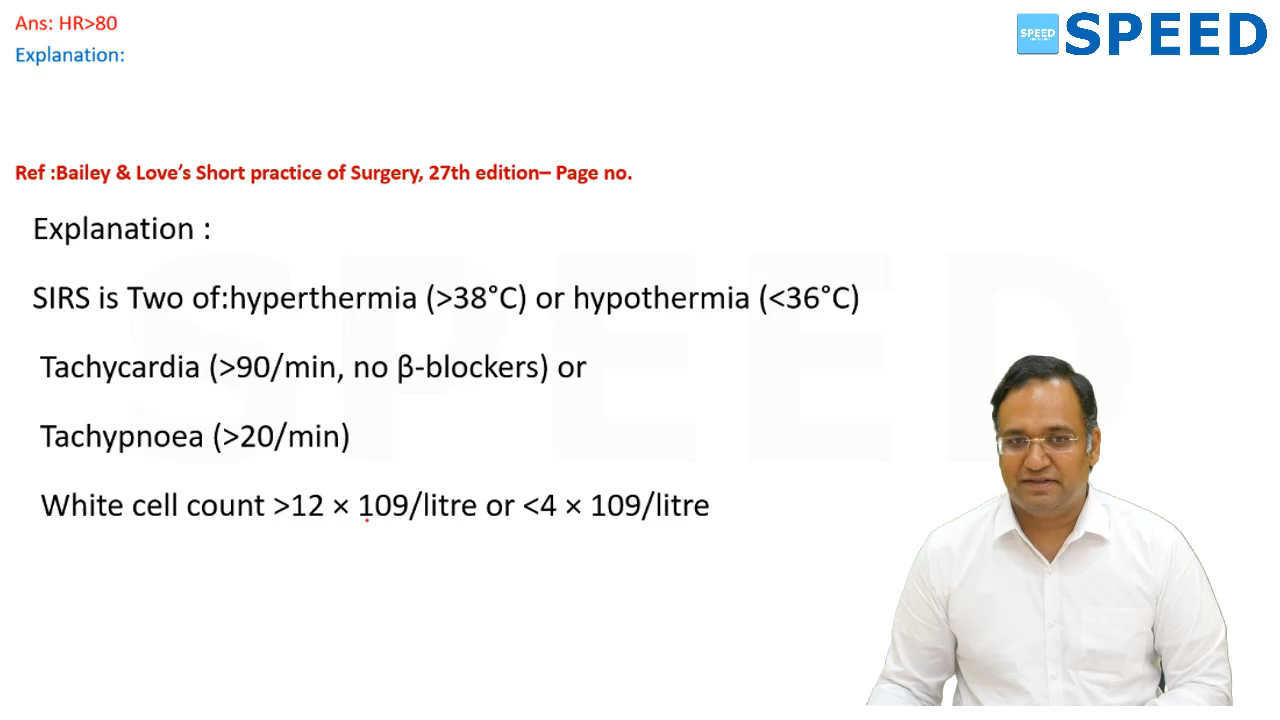 Ans: HR>80
SPEED
SPEED
Explanation:
Ref :Bailey & Love’s Short practice of Surgery, 27th edition– Page no.
Explanation :
SIRS is Two of:hyperthermia (>38°C) or hypothermia (<36°C)
Tachycardia (>90/min, no β-blockers) or
Tachypnoea (>20/min)
White cell count >12 × 109/litre or <4 × 109/litre
SPEED